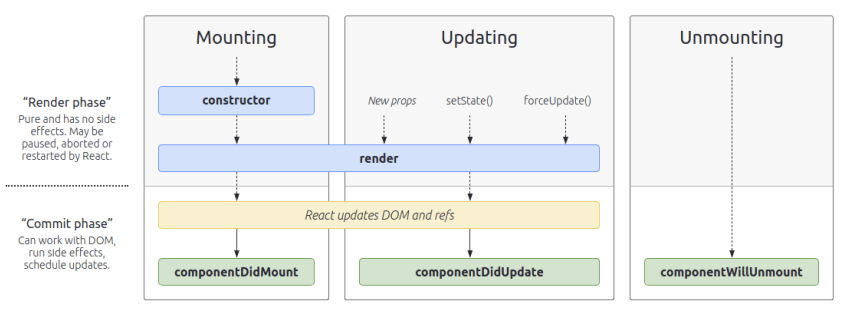 Mounting
Updating
Unmounting
“Render phase”
Pure and has no side
effects. May be
paused, aborted or
restarted by React.
constructor
New props
setState()
forceUpdate()
render
“Commit phase”
Can work with DOM,
run side effects,
schedule updates.
React updates DOM and refs
componentDidMount
componentDidUpdate
componentWillUnmount